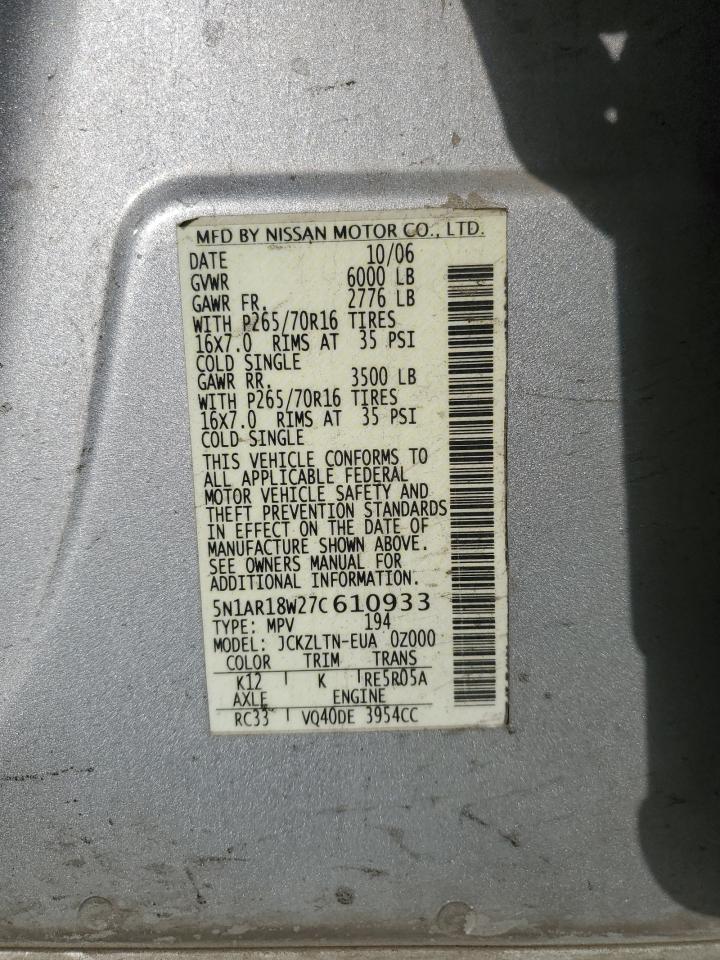 MFD BY NISSAN MOTOR CO., LTD.
DATE 10/06
GVWR 6000 LB
GAWR FR. 2776 LB
WITH P265/70R16 TIRES
16X7.0 RIMS AT 35 PSI
COLD SINGLE
GAWR RR. 3500 LB
WITH P265/70R16 TIRES
16X7.0 RIMS AT 35 PSI
COLD SINGLE
THIS VEHICLE CONFORMS TO
ALL APPLICABLE FEDERAL
MOTOR VEHICLE SAFETY AND
THEFT PREVENTION STANDARDS
IN EFFECT ON THE DATE OF
MANUFACTURE SHOWN ABOVE.
SEE OWNERS MANUAL FOR
ADDITIONAL INFORMATION.
5N1AR18W27C610933
TYPE: MPV 194
MODEL: JCKZLTN-EUA 0Z000
COLOR TRIM TRANS
K12 K RE5R05A
AXLE ENGINE
RC33 VQ40DE 3954CC